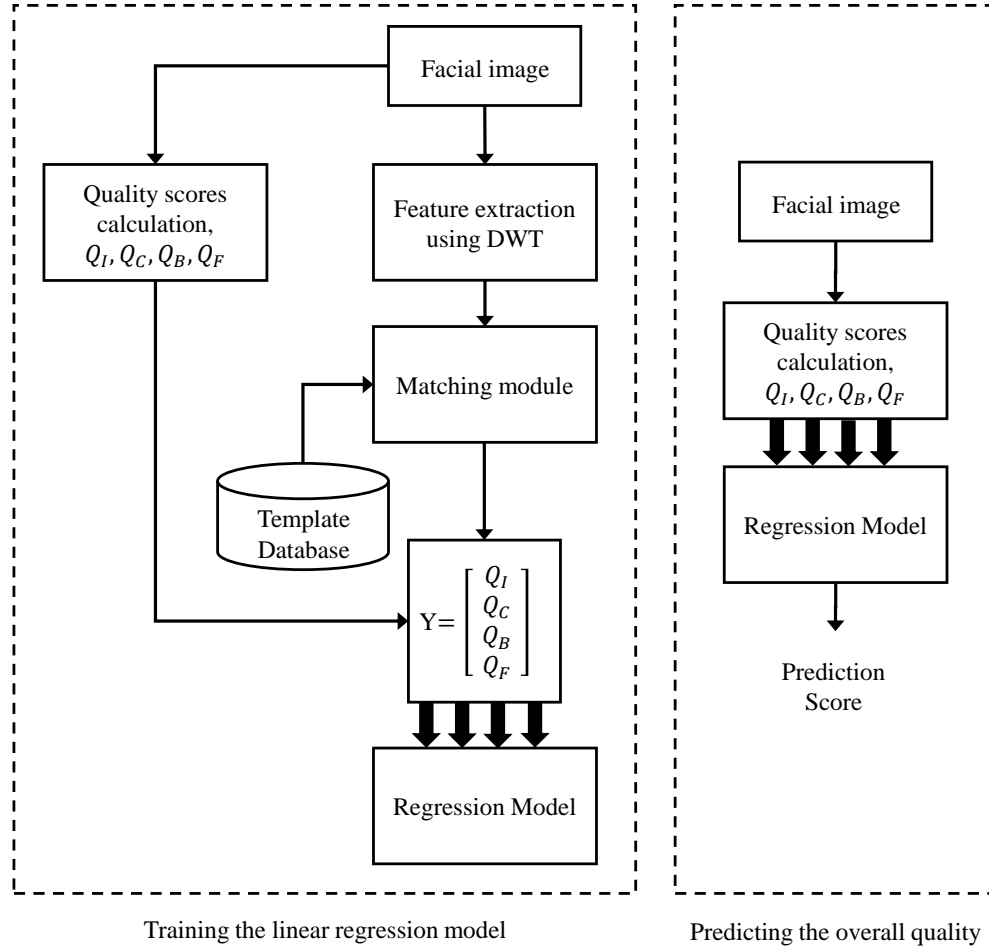 Facial image
Quality scores
calculation,
Q_I, Q_C, Q_B, Q_F
Feature extraction
using DWT
Matching module
Template
Database
Y= [ Q_I
Q_C
Q_B
Q_F ]
Regression Model
Training the linear regression model
Facial image
Quality scores
calculation,
Q_I, Q_C, Q_B, Q_F
Regression Model
Prediction
Score
Predicting the overall quality